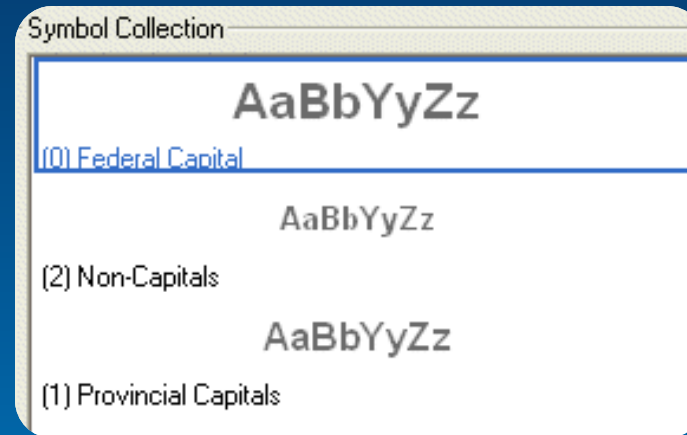 Symbol Collection
AaBbYyZz
(0) Federal Capital
AaBbYyZz
(2) Non-Capitals
AaBbYyZz
(1) Provincial Capitals